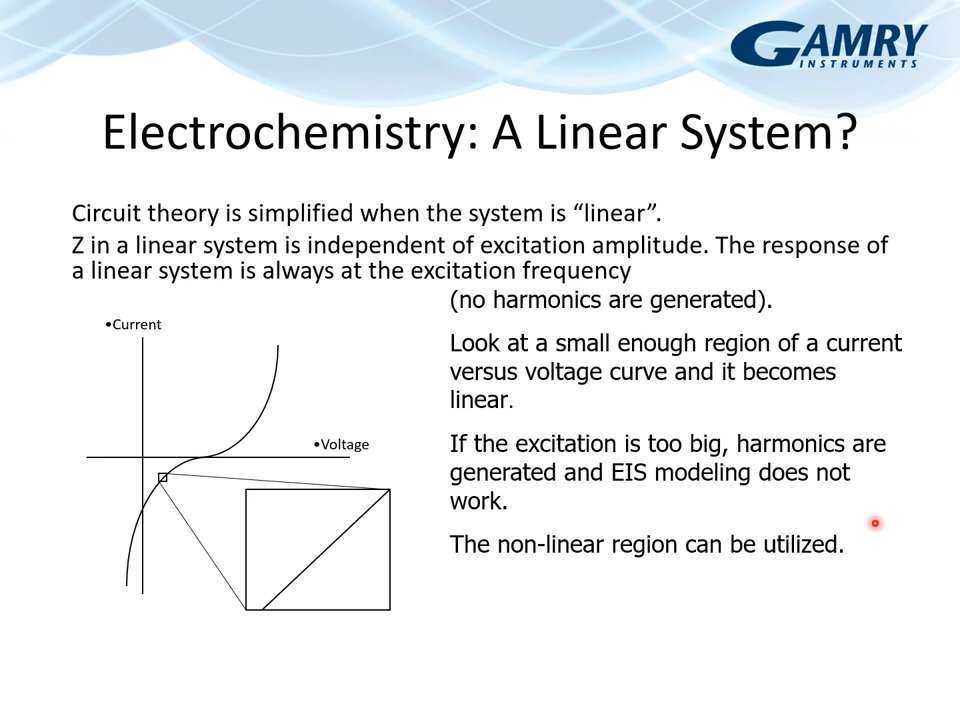 GAMRY
INSTRUMENTS
Electrochemistry: A Linear System?
Circuit theory is simplified when the system is “linear”.
Z in a linear system is independent of excitation amplitude. The response of
a linear system is always at the excitation frequency
(no harmonics are generated).
Look at a small enough region of a current
versus voltage curve and it becomes
linear.
If the excitation is too big, harmonics are
generated and EIS modeling does not
work.
The non-linear region can be utilized.
•Current
•Voltage